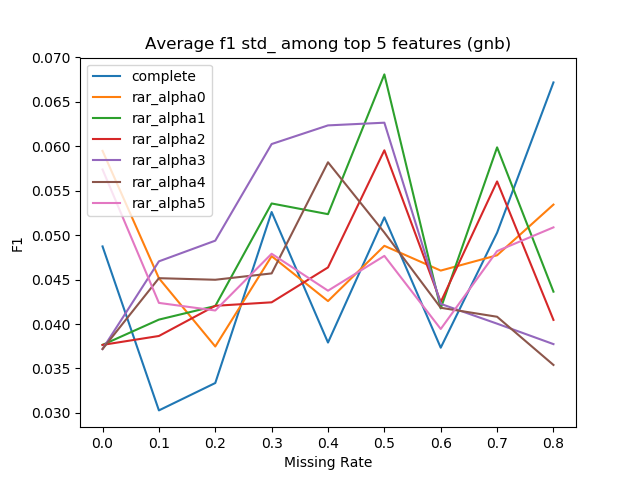 Average f1 std_ among top 5 features (gnb)
0.070
0.065
0.060
0.055
0.050
0.045
0.040
0.035
0.030
F1
complete
rar_alpha0
rar_alpha1
rar_alpha2
rar_alpha3
rar_alpha4
rar_alpha5
0.0 0.1 0.2 0.3 0.4 0.5 0.6 0.7 0.8
Missing Rate